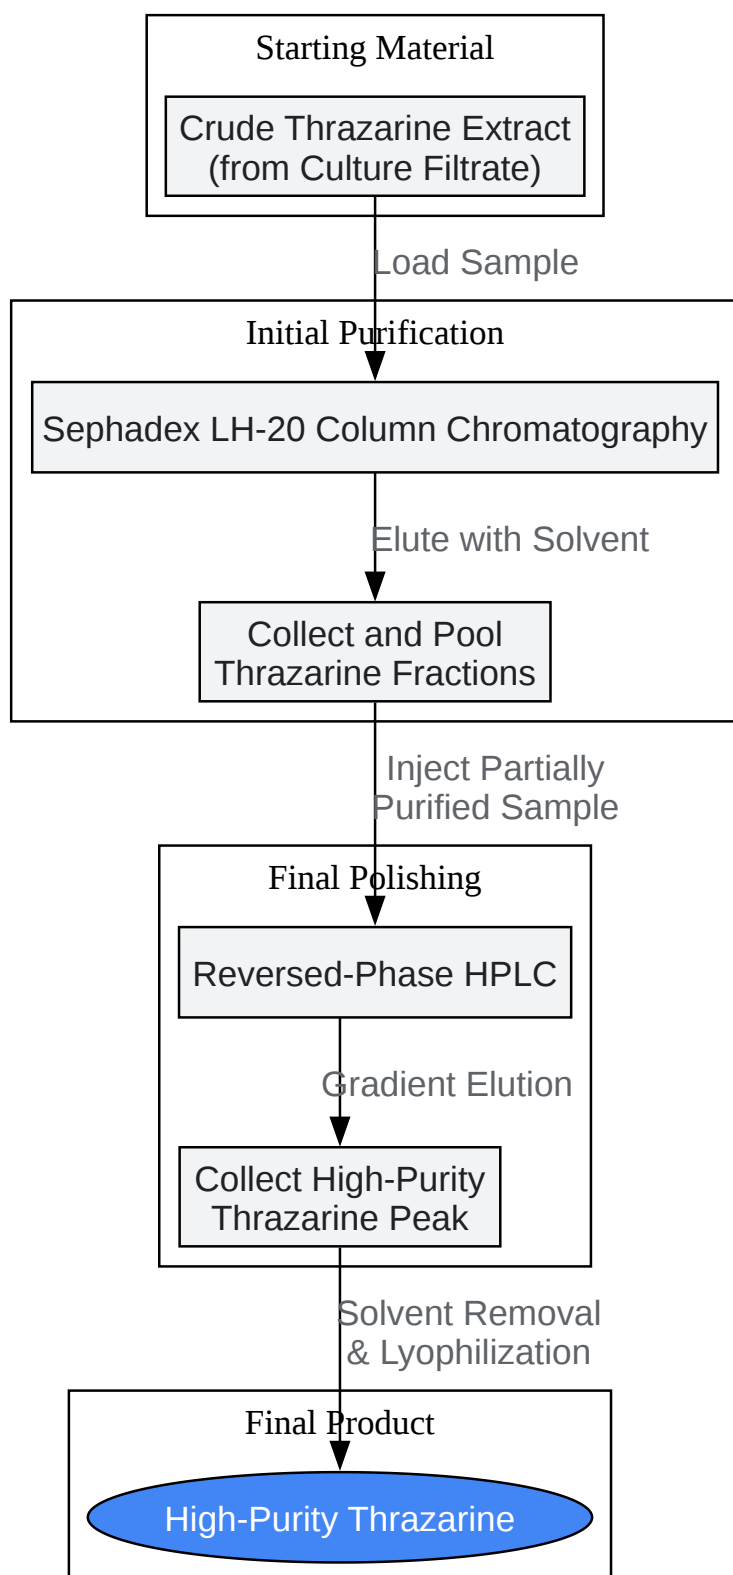 Starting Material
Crude Thrazarine Extract
(from Culture Filtrate)
Load Sample
Initial Purification
Sephadex LH-20 Column Chromatography
Elute with Solvent
Collect and Pool
Thrazarine Fractions
Inject Partially
Purified Sample
Final Polishing
Reversed-Phase HPLC
Gradient Elution
Collect High-Purity
Thrazarine Peak
Solvent Removal
& Lyophilization
Final Product
High-Purity Thrazarine